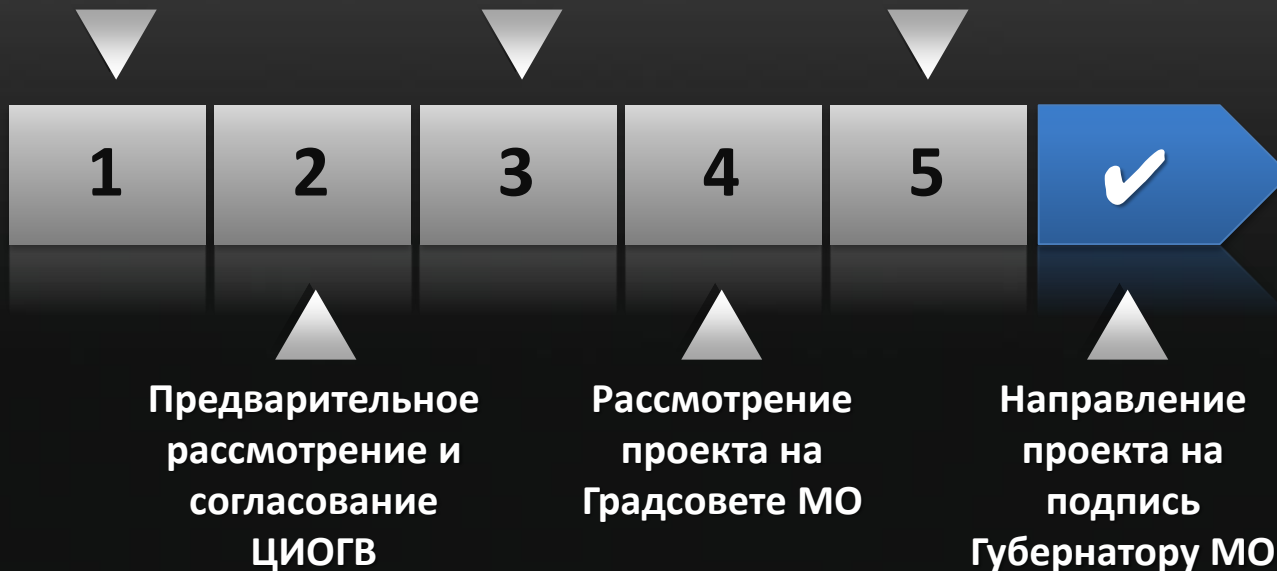 1 2 3 4 5 ✔
Предварительное
рассмотрение и
согласование
ЦИОГВ
Рассмотрение
проекта на
Градсовете МО
Направление
проекта на
подпись
Губернатору МО